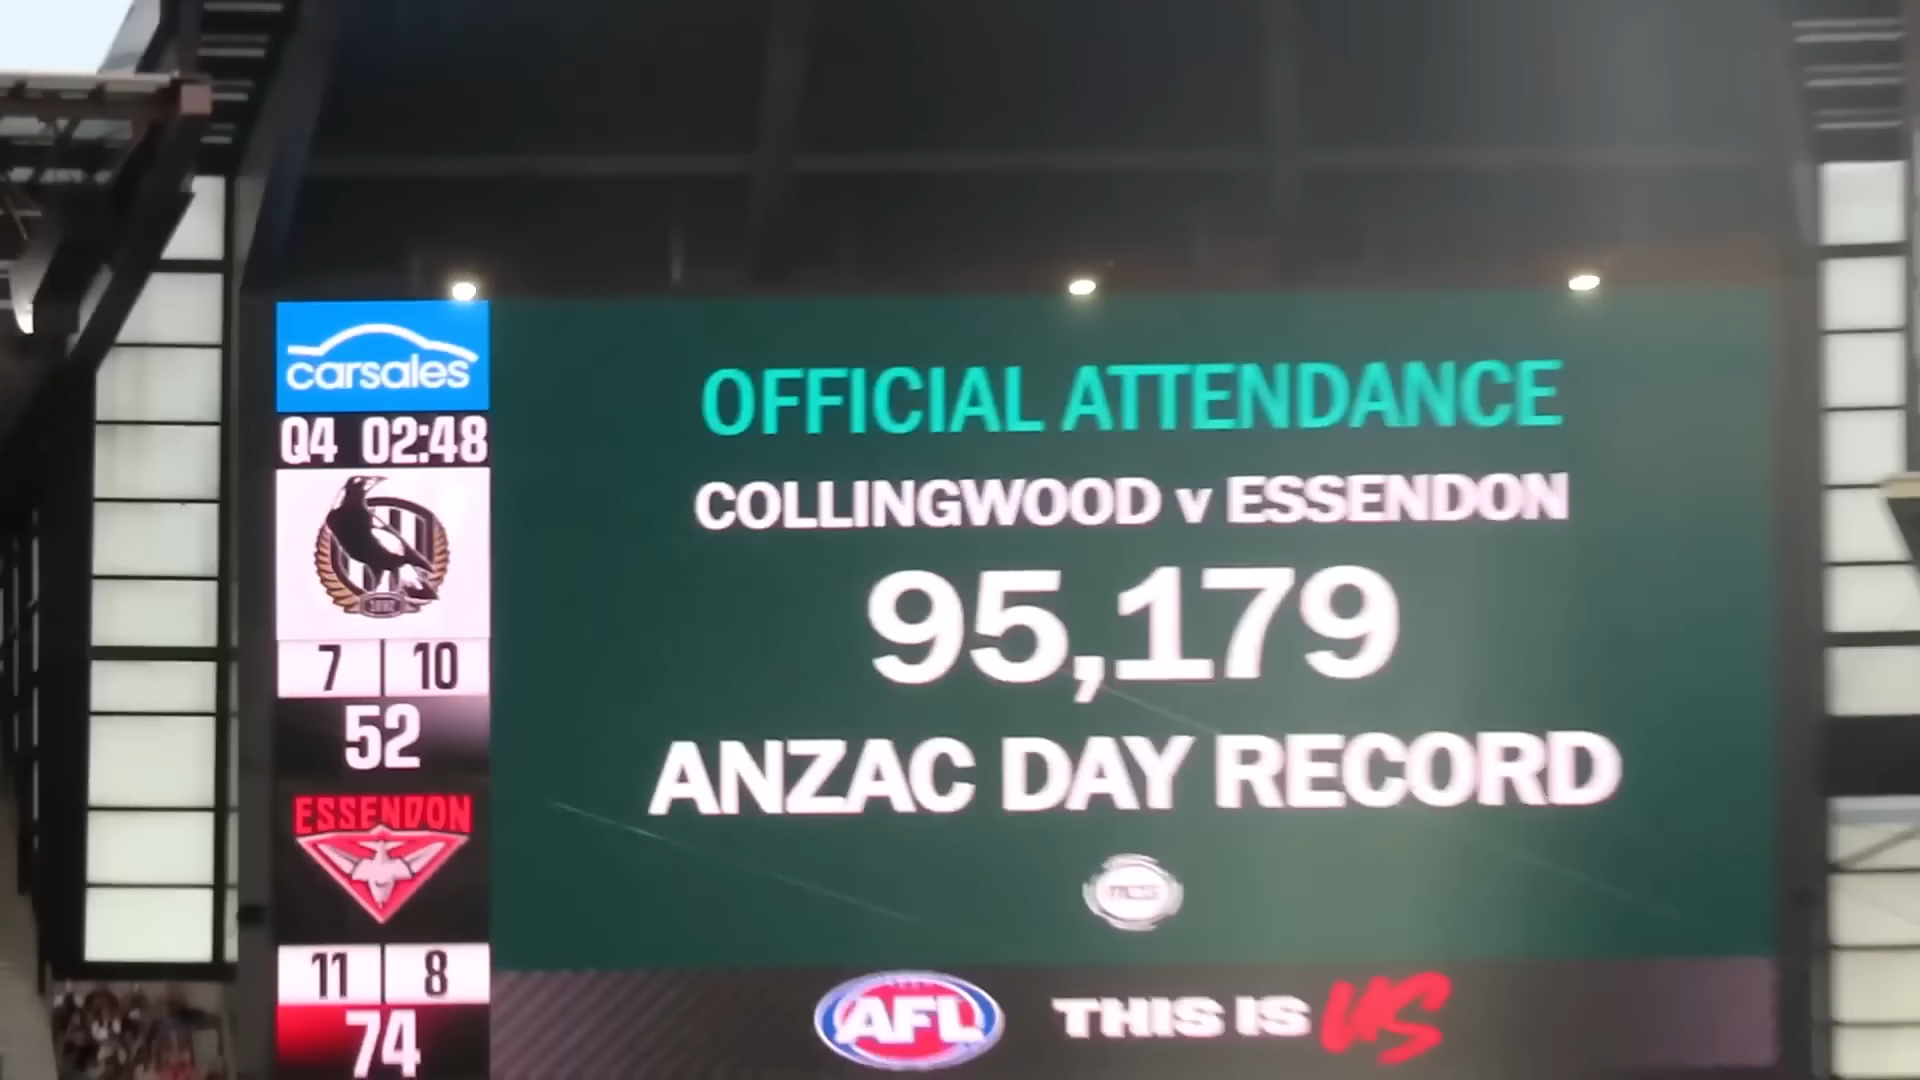 carsales
Q4 02:48
7 10
52
ESSENDON
11 8
74
OFFICIAL ATTENDANCE
COLLINGWOOD v ESSENDON
95,179
ANZAC DAY RECORD
AFL THIS IS US